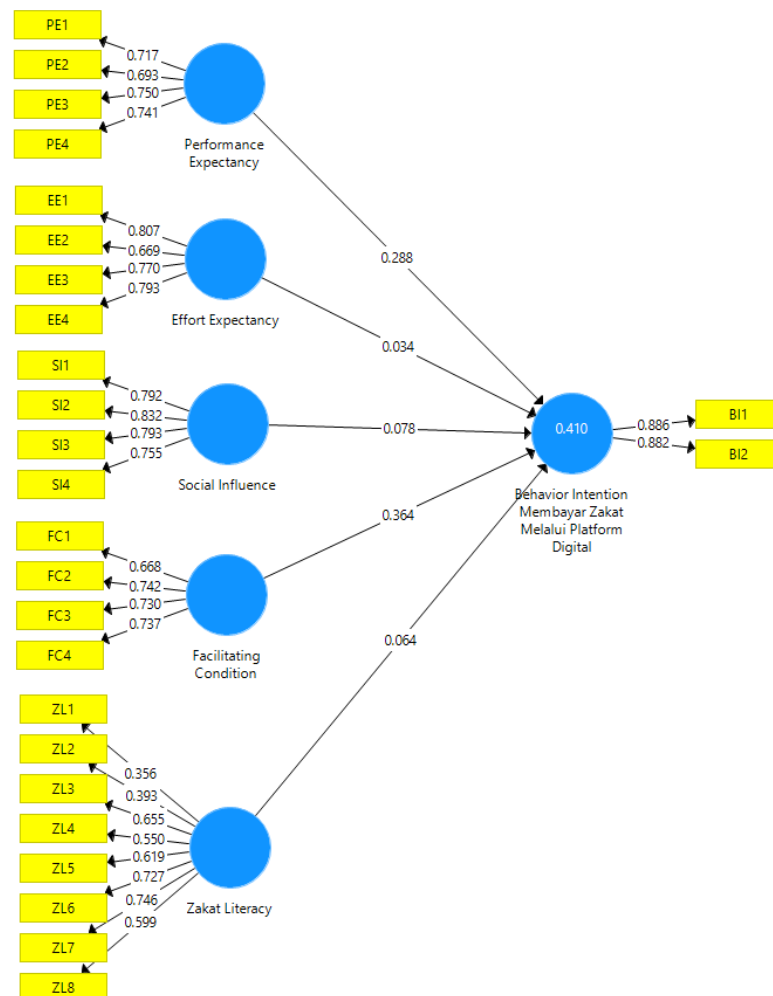 PE1
0.717
PE2
0.693
PE3
0.750
0.741
PE4
Performance
Expectancy
0.288
EE1
0.807
EE2
0.669
EE3
0.770
0.793
EE4
Effort Expectancy
0.034
SI1
0.792
SI2
0.832
SI3
0.793
0.755
SI4
Social Influence
0.078
0.410
0.886
BI1
0.882
BI2
Behavior Intention
Membayar Zakat
Melalui Platform
Digital
FC1
0.668
FC2
0.742
FC3
0.730
0.737
FC4
Facilitating
Condition
0.364
ZL1
ZL2
0.356
0.393
ZL3
0.655
ZL4
0.550
0.619
ZL5
0.727
ZL6
0.746
0.599
ZL7
ZL8
Zakat Literacy
0.064